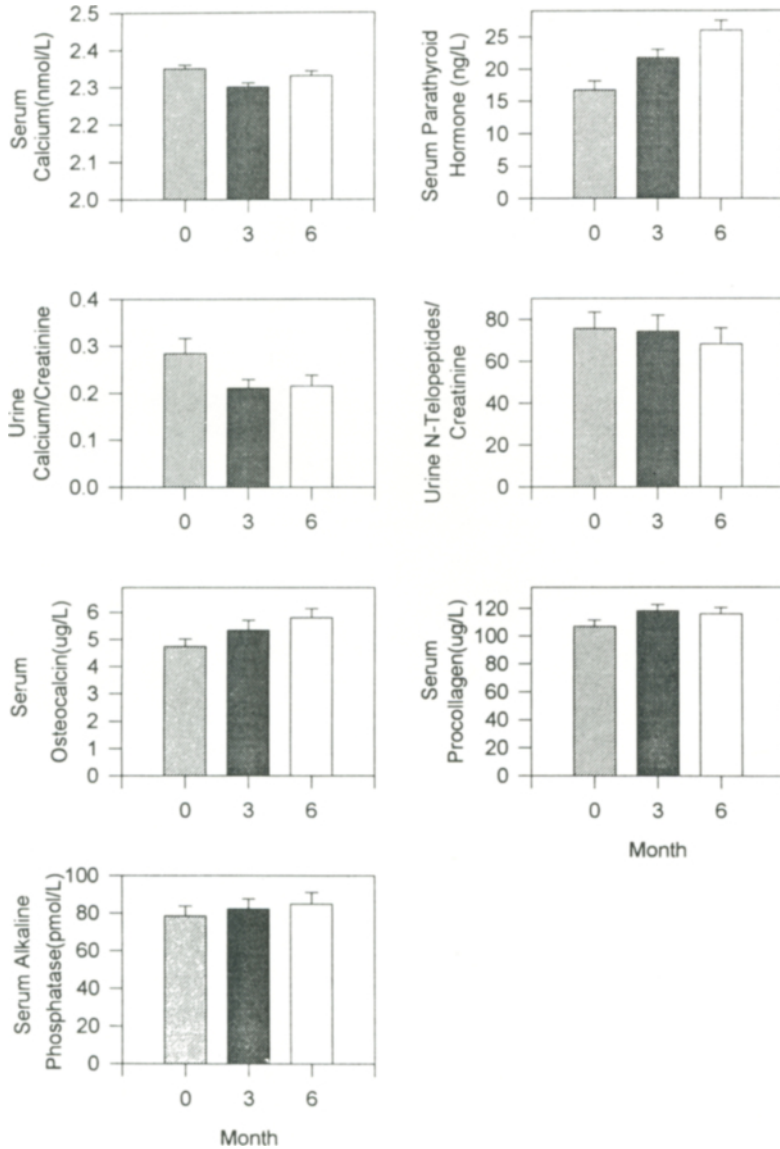 Serum
Calcium(nmol/L)
2.5
2.4
2.3
2.2
2.1
2.0
0 3 6
Serum Parathyroid
Hormone (ng/L)
25
20
15
10
5
0
0 3 6
Urine
Calcium/Creatinine
0.4
0.3
0.2
0.1
0.0
0 3 6
Urine N-Telopeptides/
Creatinine
80
60
40
20
0
0 3 6
Serum
Osteocalcin(ug/L)
6
5
4
3
2
1
0
0 3 6
Serum
Procollagen(ug/L)
120
100
80
60
40
20
0
0 3 6
Month
Serum Alkaline
Phosphatase(pmol/L)
100
80
60
40
20
0
0 3 6
Month